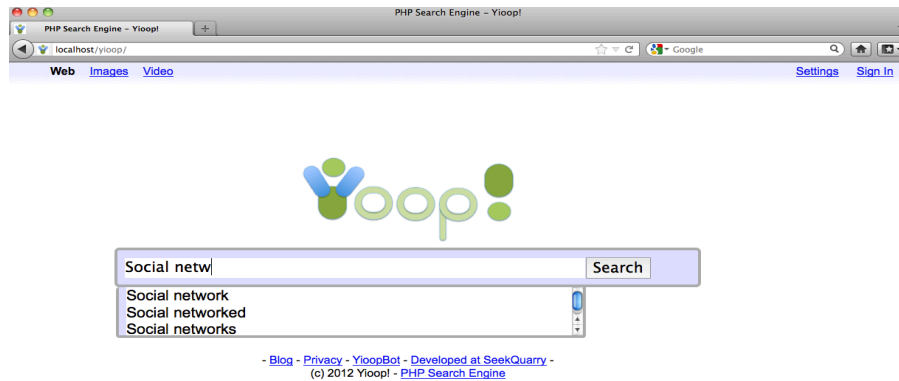 PHP Search Engine – Yioop!
PHP Search Engine – Yioop!
localhost/yioop/
Google
Web Images Video Settings Sign In
Yoop!
Social netw Search
Social network
Social networked
Social networks
- Blog - Privacy - YioopBot - Developed at SeekQuarry -
(c) 2012 Yioop! - PHP Search Engine